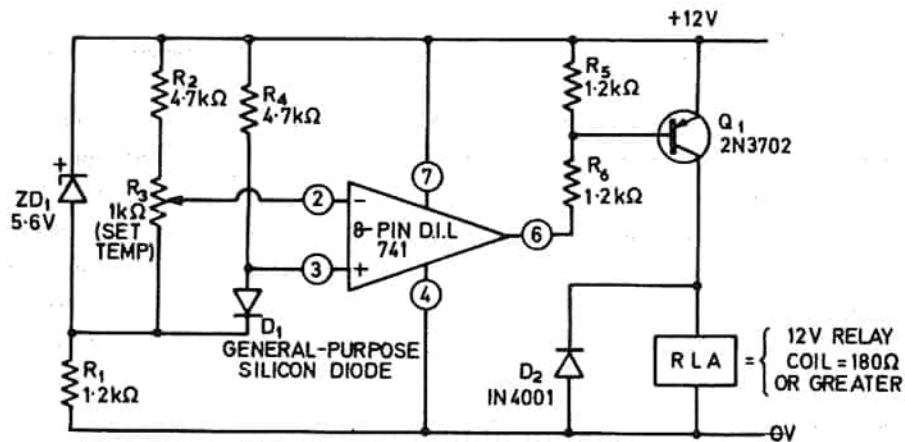 +12V
R2
4.7kΩ
R4
4.7kΩ
R5
1.2kΩ
Q1
2N3702
+
ZD1
5.6V
R3
1kΩ
(SET
TEMP)
2
-
7
8-PIN D.I.L
741
6
R6
1.2kΩ
3
+
4
D1
GENERAL-PURPOSE
SILICON DIODE
R1
1.2kΩ
D2
IN4001
RLA
= { 12V RELAY
COIL = 180Ω
OR GREATER
0V